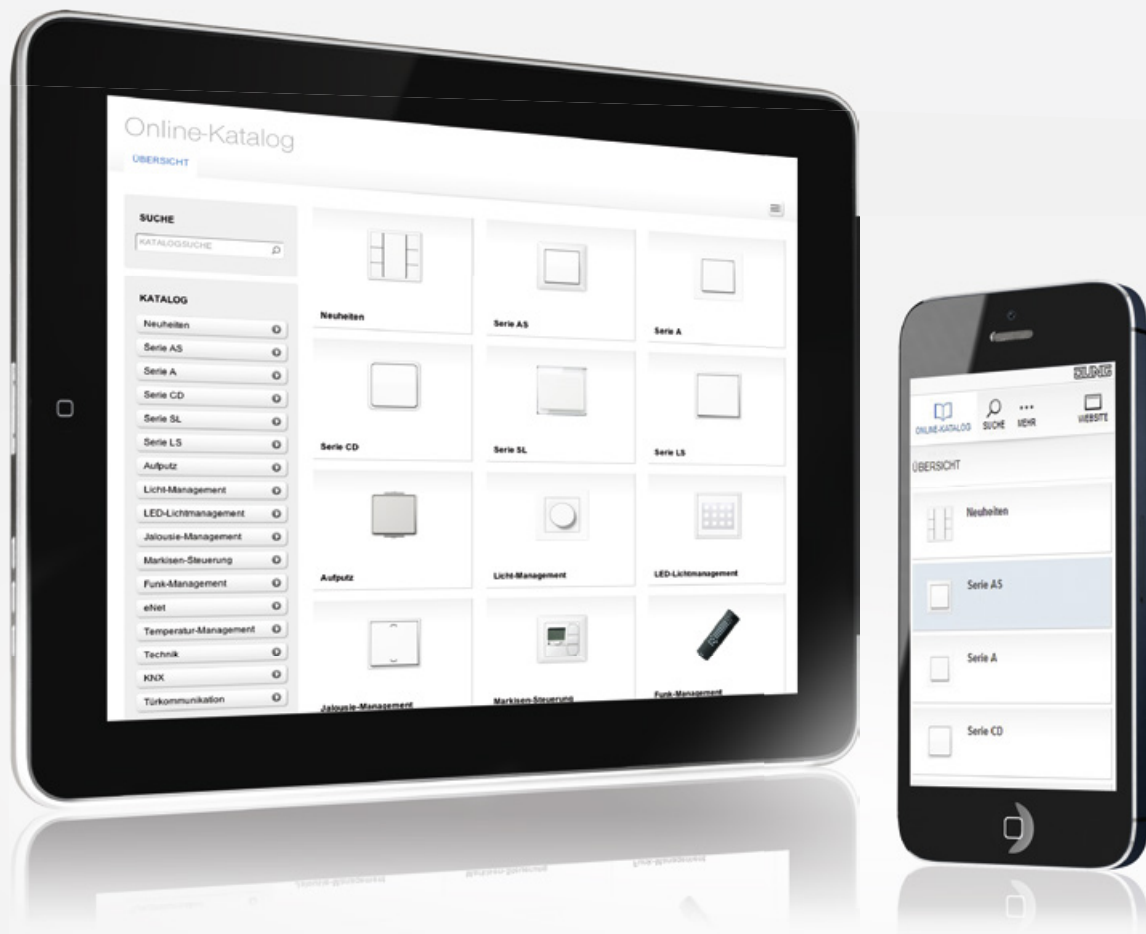 Online-Katalog
ÜBERSICHT
SUCHE
KATALOGSUCHE
KATALOG
Neuheiten
Serie AS
Serie A
Serie CD
Serie SL
Serie LS
Aufputz
Licht-Management
LED-Lichtmanagement
Jalousie-Management
Markisen-Steuerung
Funk-Management
eNet
Temperatur-Management
Technik
KNX
Türkommunikation
Neuheiten
Serie AS
Serie A
Serie CD
Serie SL
Serie LS
Aufputz
Licht-Management
LED-Lichtmanagement
Jalousie-Management
Markisen-Steuerung
Funk-Management
JUNG
ONLINE-KATALOG
SUCHE
MEHR
WEBSITE
ÜBERSICHT
Neuheiten
Serie AS
Serie A
Serie CD